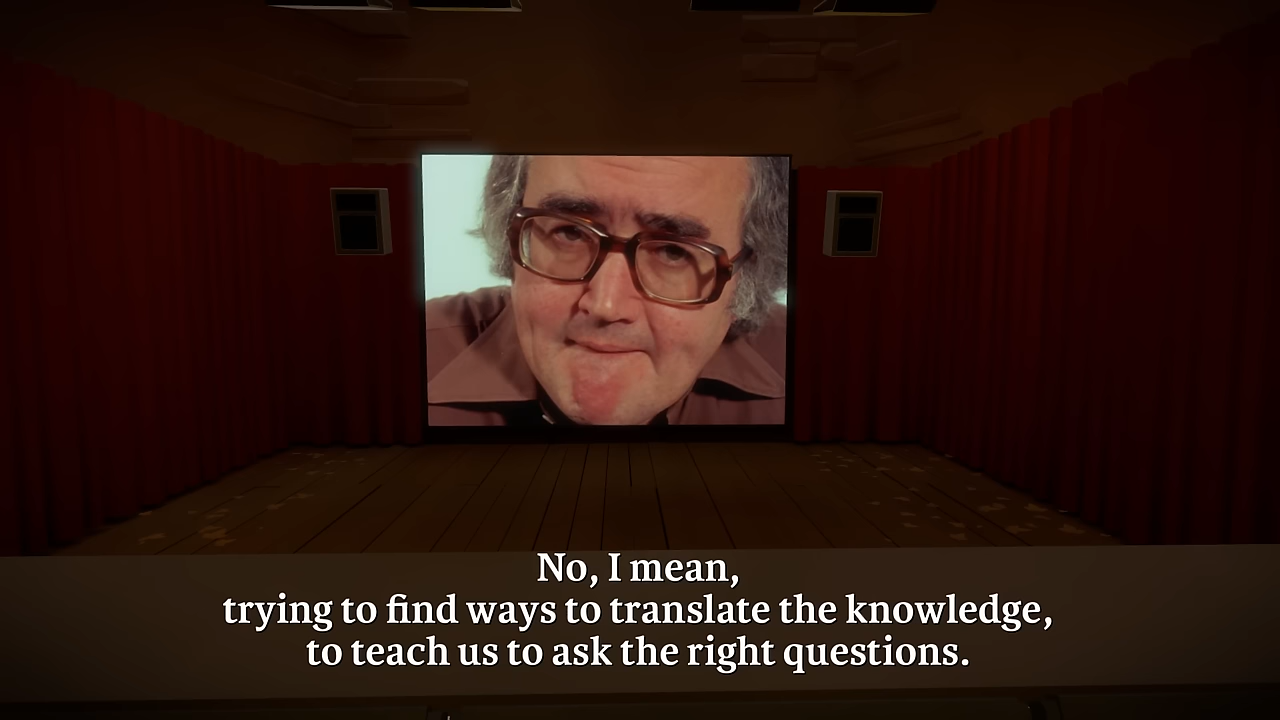 No, I mean,
trying to find ways to translate the knowledge,
to teach us to ask the right questions.